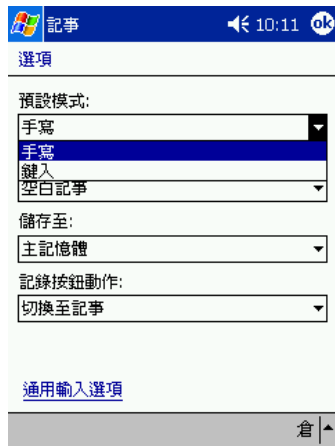 記事 10:11 ok
選項
預設模式:
手寫
手寫
鍵入
空白記事
儲存至:
主記憶體
記錄按鈕動作:
切換至記事
通用輸入選項
倉